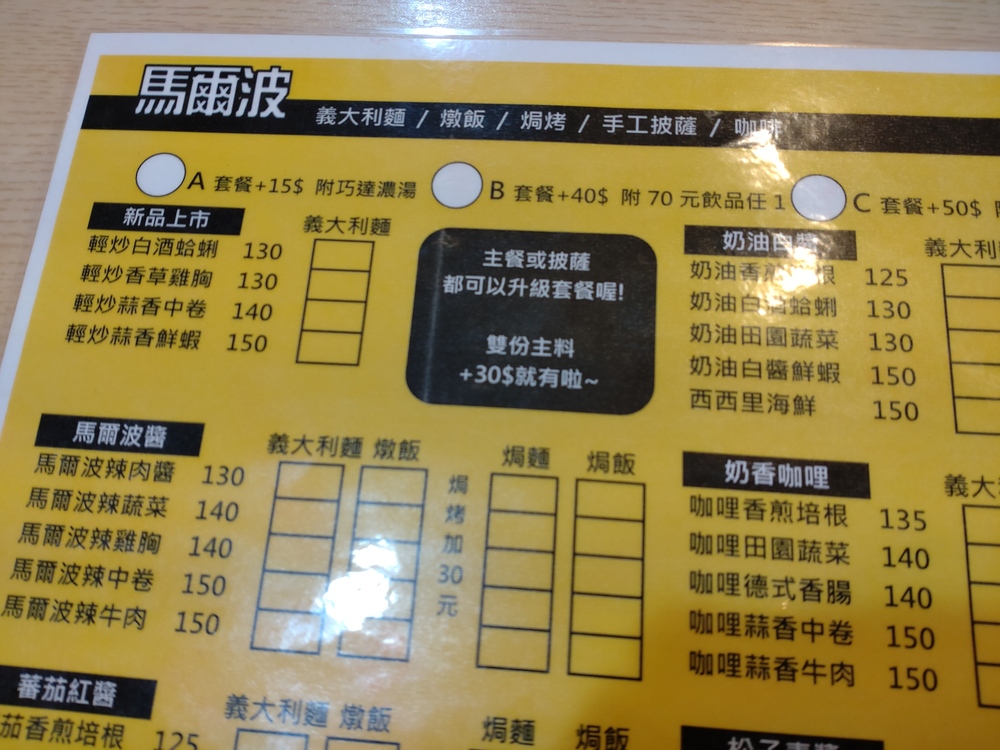 馬爾波
義大利麵 / 燉飯 / 焗烤 / 手工披薩 / 咖啡
A 套餐+15$ 附巧達濃湯
B 套餐+40$ 附 70 元飲品任 1
C 套餐+50$
新品上市 義大利麵
輕炒白酒蛤蜊 130
輕炒香草雞胸 130
輕炒蒜香中卷 140
輕炒蒜香鮮蝦 150
主餐或披薩
都可以升級套餐喔!
雙份主料
+30$就有啦~
奶油白醬 義大利
奶油香煎培根 125
奶油白酒蛤蜊 130
奶油田園蔬菜 130
奶油白醬鮮蝦 150
西西里海鮮 150
馬爾波醬 義大利麵 燉飯 焗麵 焗飯
馬爾波辣肉醬 130
馬爾波辣蔬菜 140
馬爾波辣雞胸 140
馬爾波辣中卷 150
馬爾波辣牛肉 150
焗烤加30元
奶香咖哩 義大
咖哩香煎培根 135
咖哩田園蔬菜 140
咖哩德式香腸 140
咖哩蒜香中卷 150
咖哩蒜香牛肉 150
蕃茄紅醬 義大利麵 燉飯 焗麵 焗飯
茄香煎培根 125